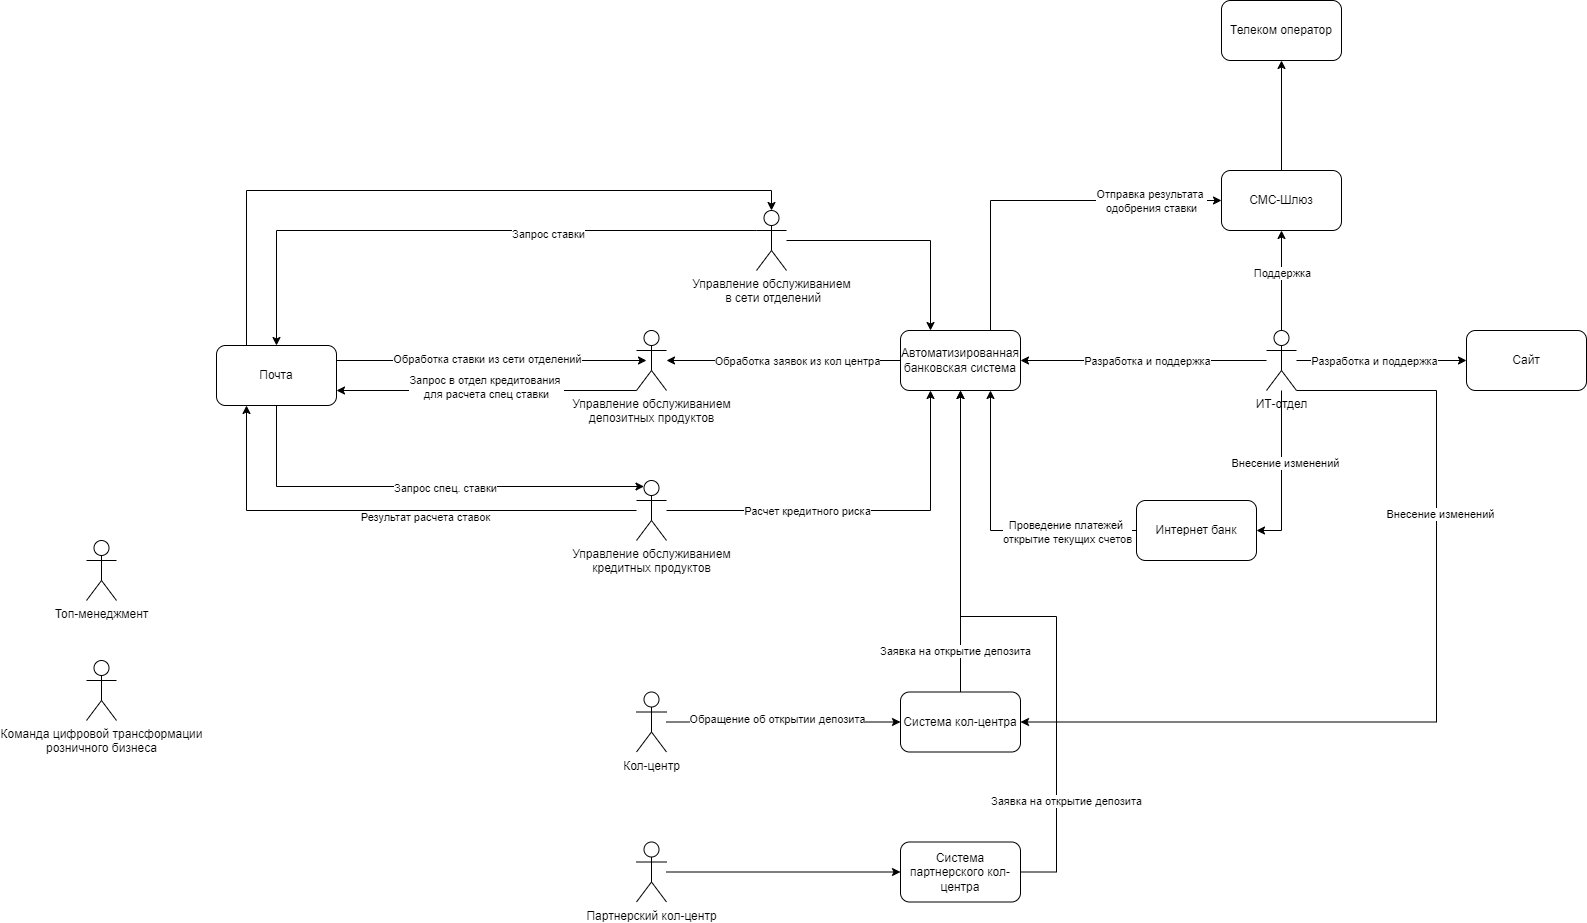 Телеком оператор
Отправка результата
одобрения ставки
СМС-Шлюз
Запрос ставки
Поддержка
Управление обслуживанием
в сети отделений
Почта
Обработка ставки из сети отделений
Запрос в отдел кредитования
для расчета спец ставки
Управление обслуживанием
депозитных продуктов
Обработка заявок из кол центра
Автоматизированная
банковская система
Разработка и поддержка
ИТ-отдел
Разработка и поддержка
Сайт
Внесение изменений
Запрос спец. ставки
Результат расчета ставок
Управление обслуживанием
кредитных продуктов
Расчет кредитного риска
Проведение платежей
открытие текущих счетов
Интернет банк
Внесение изменений
Топ-менеджмент
Заявка на открытие депозита
Команда цифровой трансформации
розничного бизнеса
Обращение об открытии депозита
Система кол-центра
Кол-центр
Заявка на открытие депозита
Система
партнерского кол-
центра
Партнерский кол-центр